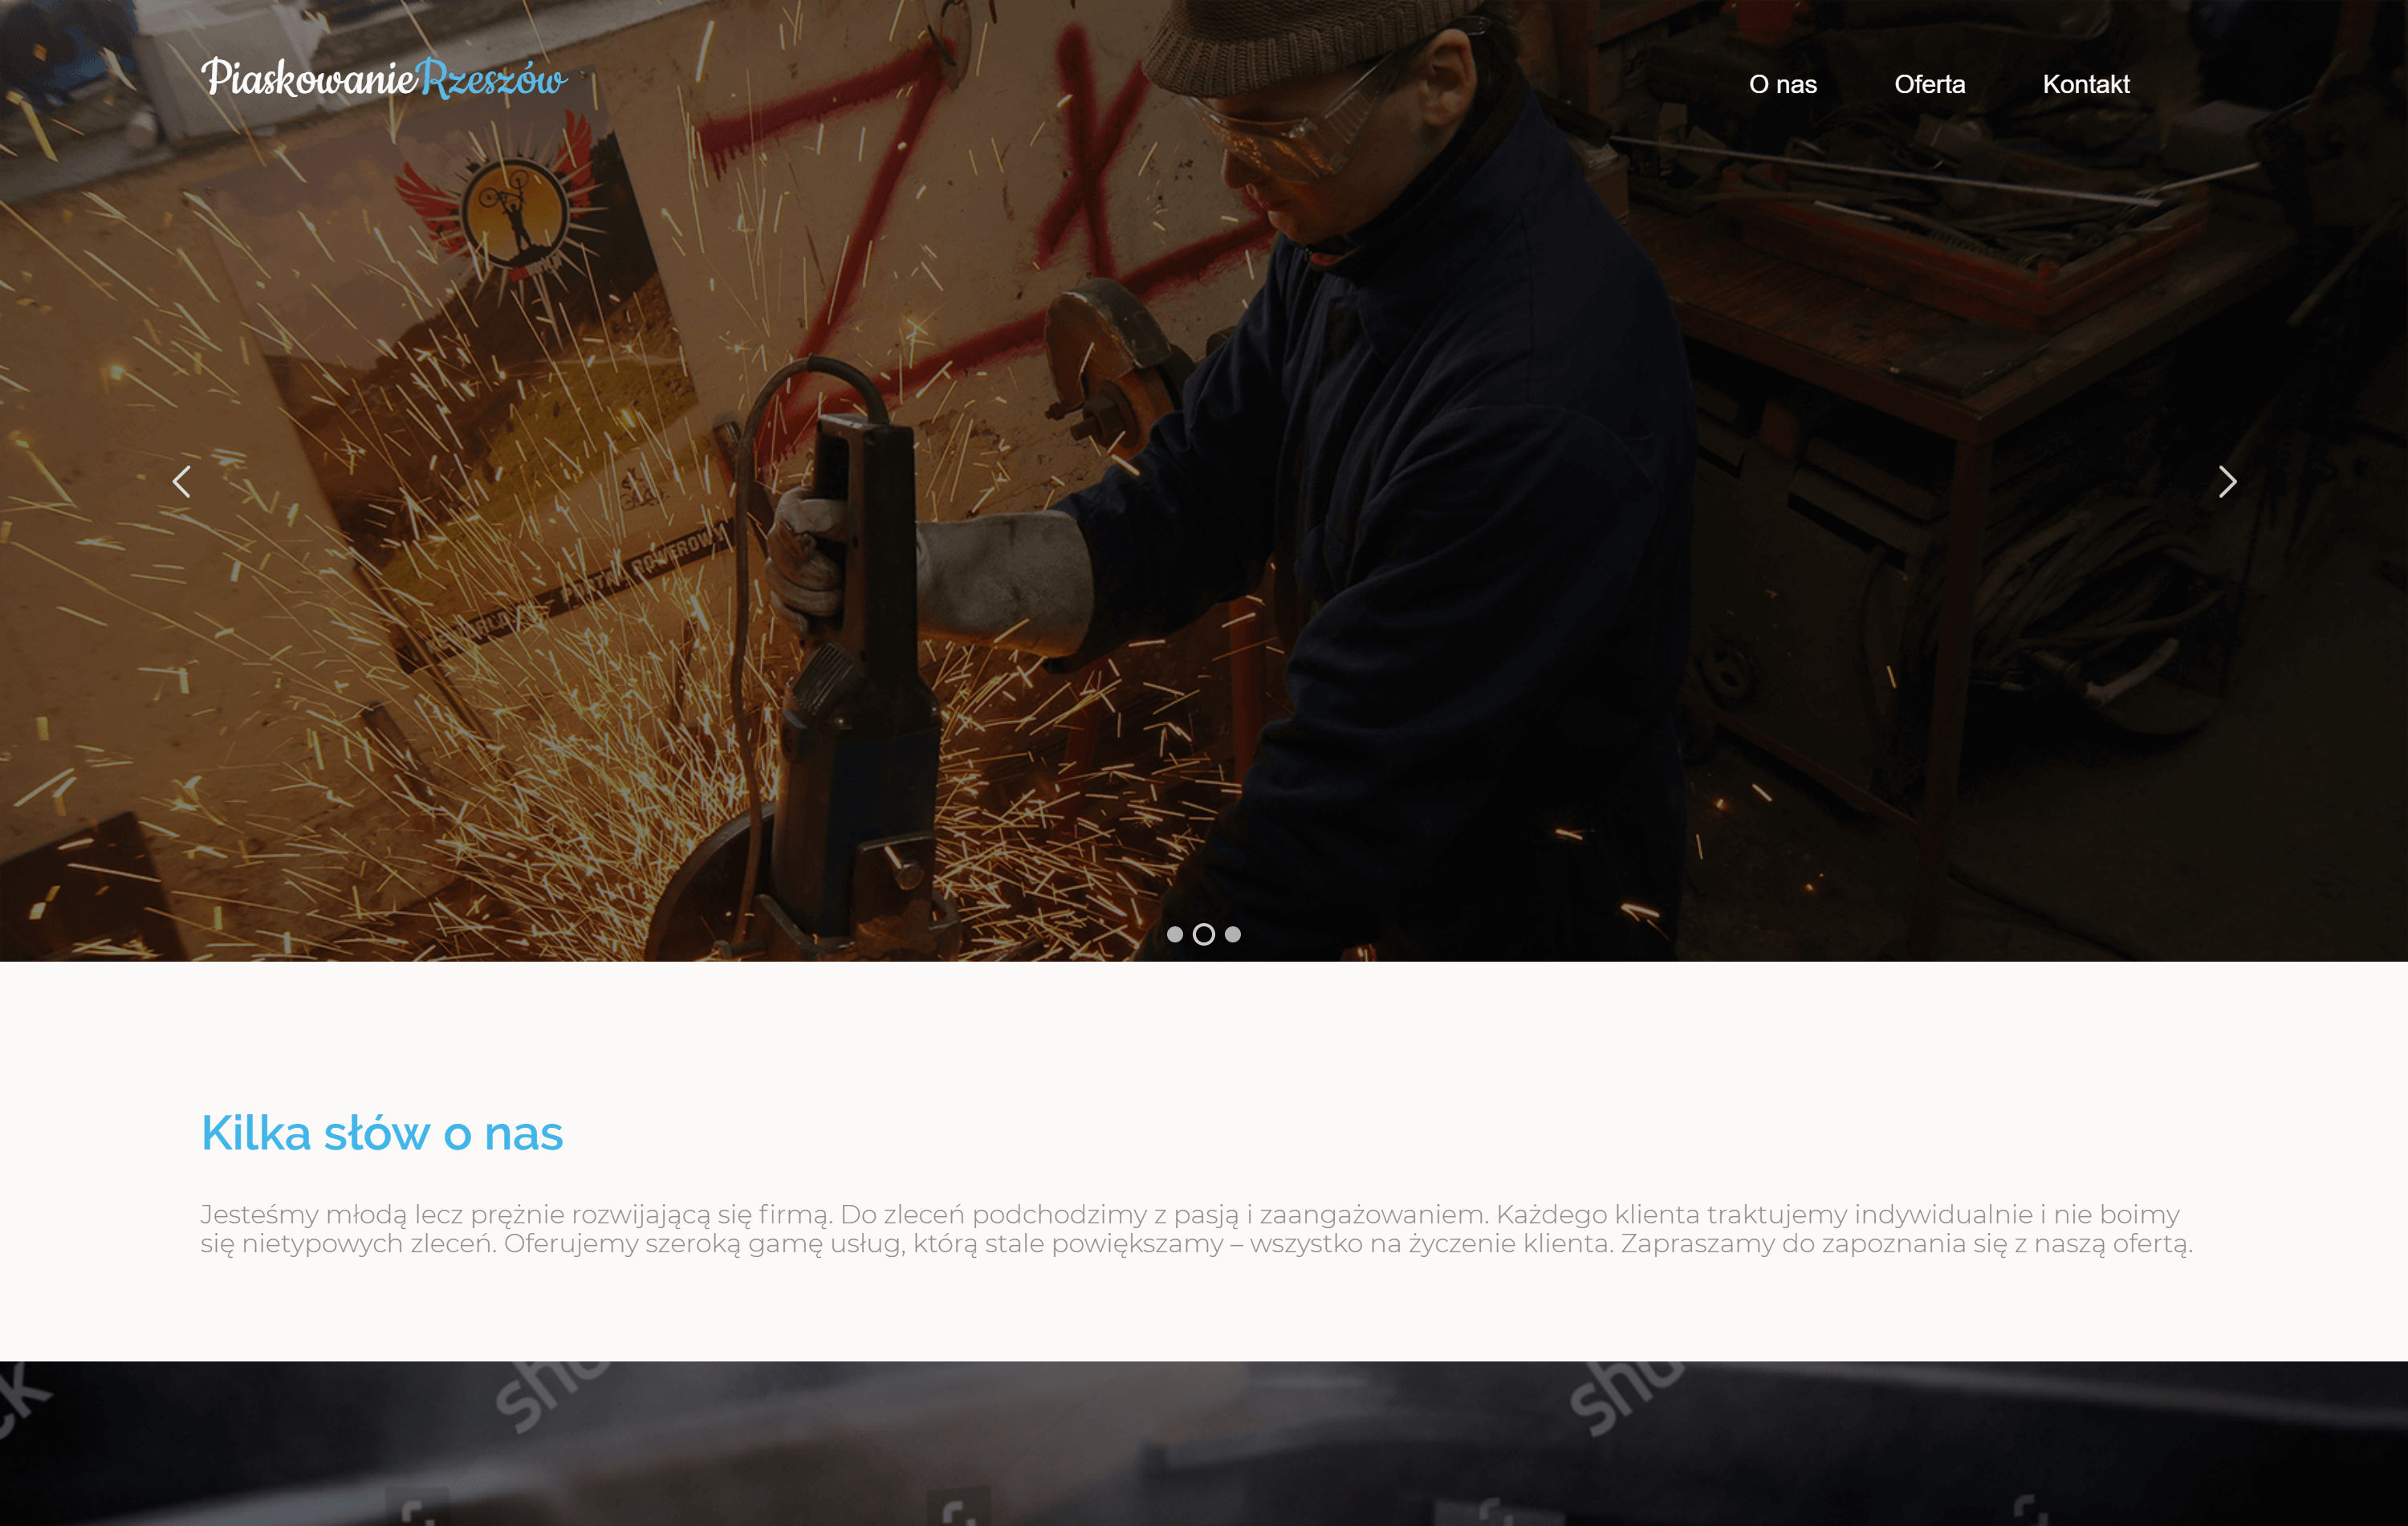 PiaskowanieRzeszów
O nas
Oferta
Kontakt
PORTAL ROWEROWY
Kilka słów o nas
Jesteśmy młodą lecz prężnie rozwijającą się firmą. Do zleceń podchodzimy z pasją i zaangażowaniem. Każdego klienta traktujemy indywidualnie i nie boimy
się nietypowych zleceń. Oferujemy szeroką gamę usług, którą stale powiększamy – wszystko na życzenie klienta. Zapraszamy do zapoznania się z naszą ofertą.